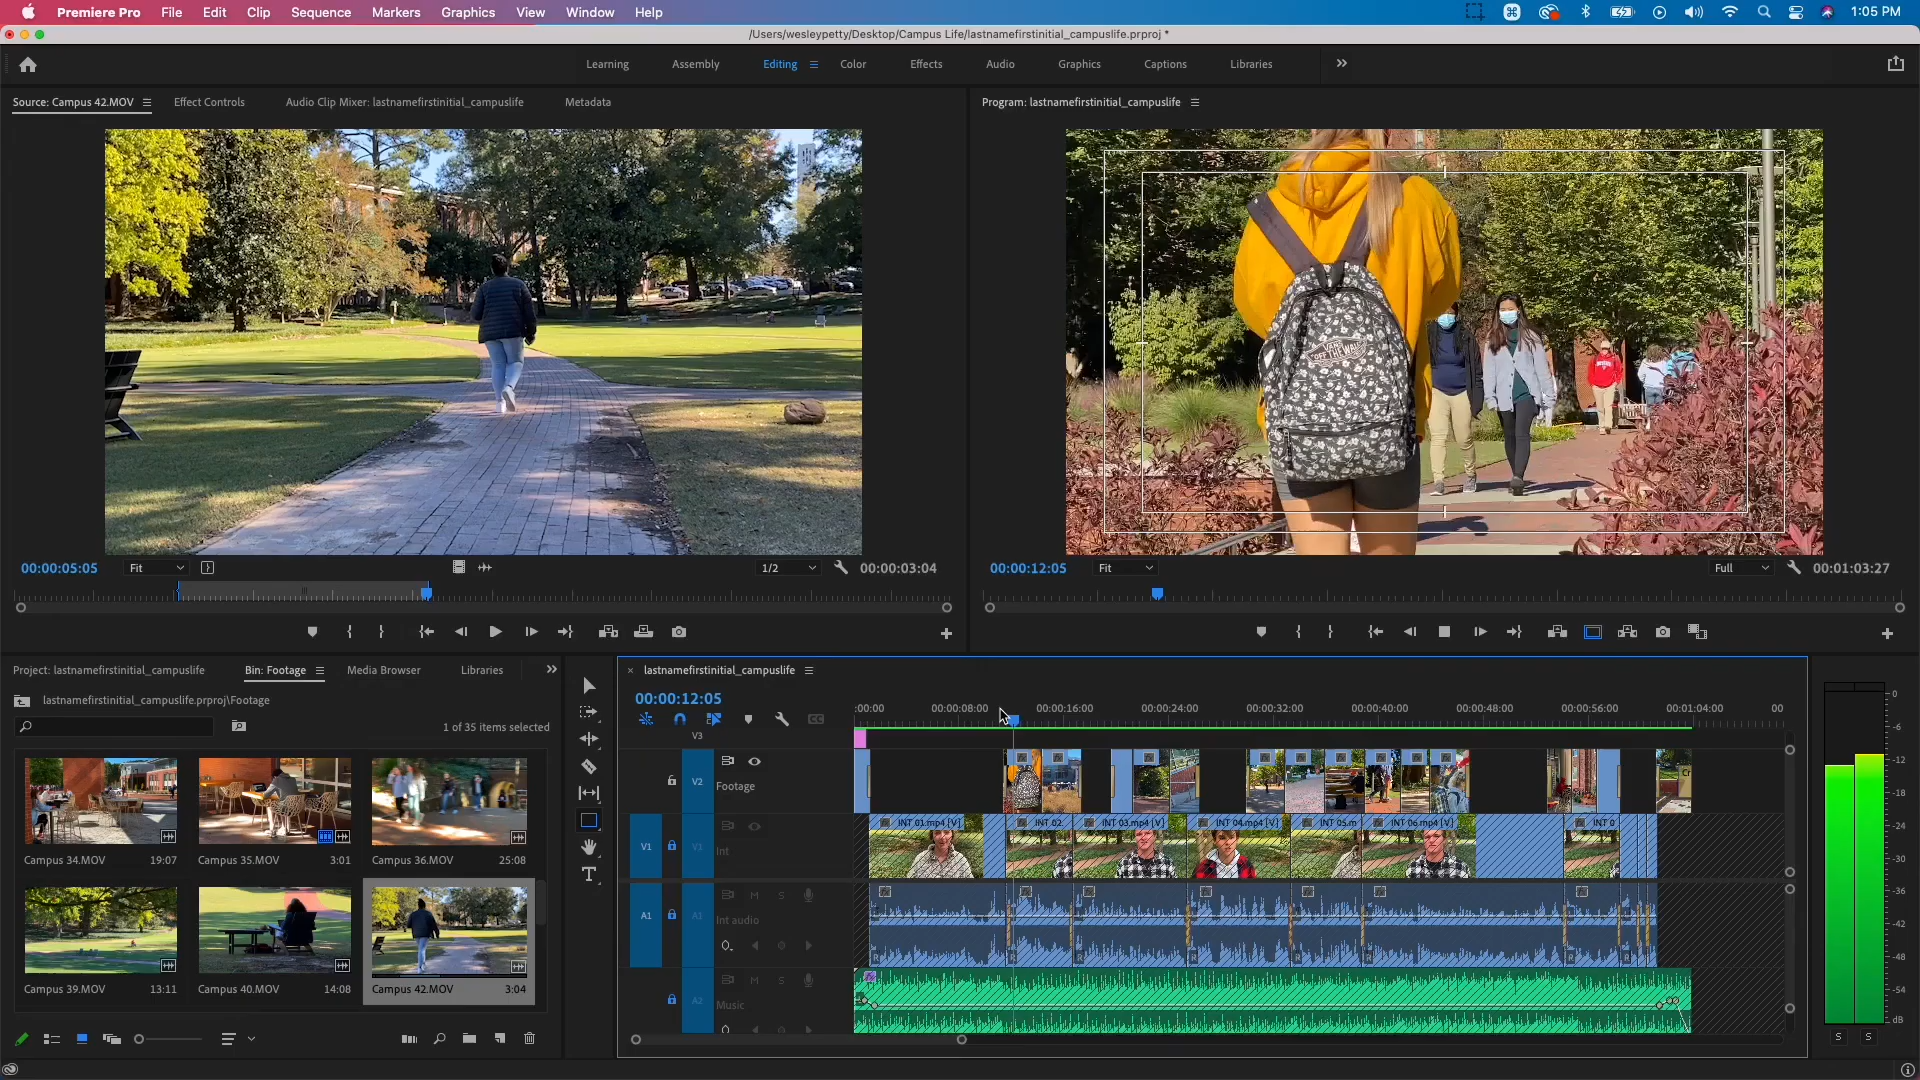 Premiere Pro File Edit Clip Sequence Markers Graphics View Window Help 1:05 PM
/Users/wesleypetty/Desktop/Campus Life/lastnamefirstinitial_campuslife.prproj *
Learning Assembly Editing Color Effects Audio Graphics Captions Libraries
Source: Campus 42.MOV Effect Controls Audio Clip Mixer: lastnamefirstinitial_campuslife Metadata
Program: lastnamefirstinitial_campuslife
VANS
OFF THE WALL
00:00:05:05 Fit 1/2 00:00:03:04
00:00:12:05 Fit Full 00:01:03:27
Project: lastnamefirstinitial_campuslife Bin: Footage Media Browser Libraries
lastnamefirstinitial_campuslife.prproj\Footage
1 of 35 items selected
Campus 34.MOV 19:07 Campus 35.MOV 3:01 Campus 36.MOV 25:08
Campus 39.MOV 13:11 Campus 40.MOV 14:08 Campus 42.MOV 3:04
lastnamefirstinitial_campuslife
00:00:12:05
:00:00 00:00:08:00 00:00:16:00 00:00:24:00 00:00:32:00 00:00:40:00 00:00:48:00 00:00:56:00 00:01:04:00 00
V3
V2 Footage
INT 01.mp4 [V] INT 02. INT 03.mp4 [V] INT 04.mp4 [V] INT 05.m INT 06.mp4 [V] INT 0
V1 V1 Int
A1 A1 M S Int audio
R R R R R R R R
A2 M S Music
0
-6
-12
-18
-24
-30
-36
-42
-48
-54
dB
S S